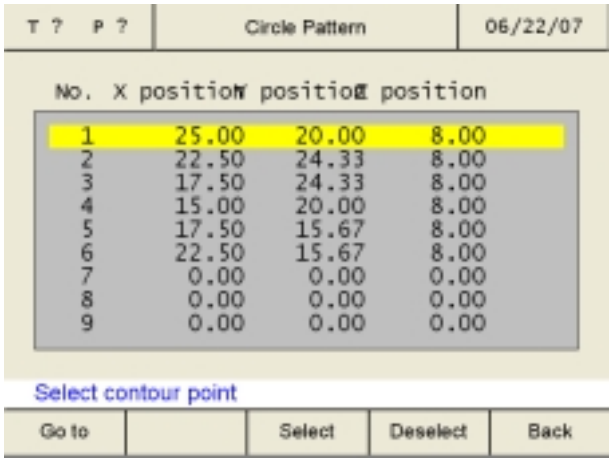 T ? P ? Circle Pattern 06/22/07
No. X position Y position Z position
1 25.00 20.00 8.00
2 22.50 24.33 8.00
3 17.50 24.33 8.00
4 15.00 20.00 8.00
5 17.50 15.67 8.00
6 22.50 15.67 8.00
7 0.00 0.00 0.00
8 0.00 0.00 0.00
9 0.00 0.00 0.00
Select contour point
Go to Select Deselect Back